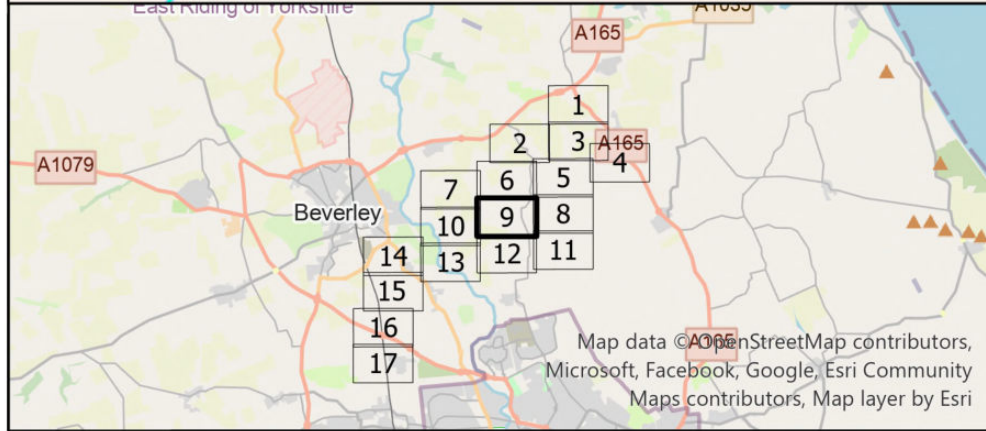 East Riding of Yorkshire
A1035
A165
1
2
3
A165
4
A1079
6
5
7
Beverley
9
8
10
12
11
14
13
15
16
17
A165
Map data © OpenStreetMap contributors,
Microsoft, Facebook, Google, Esri Community
Maps contributors, Map layer by Esri